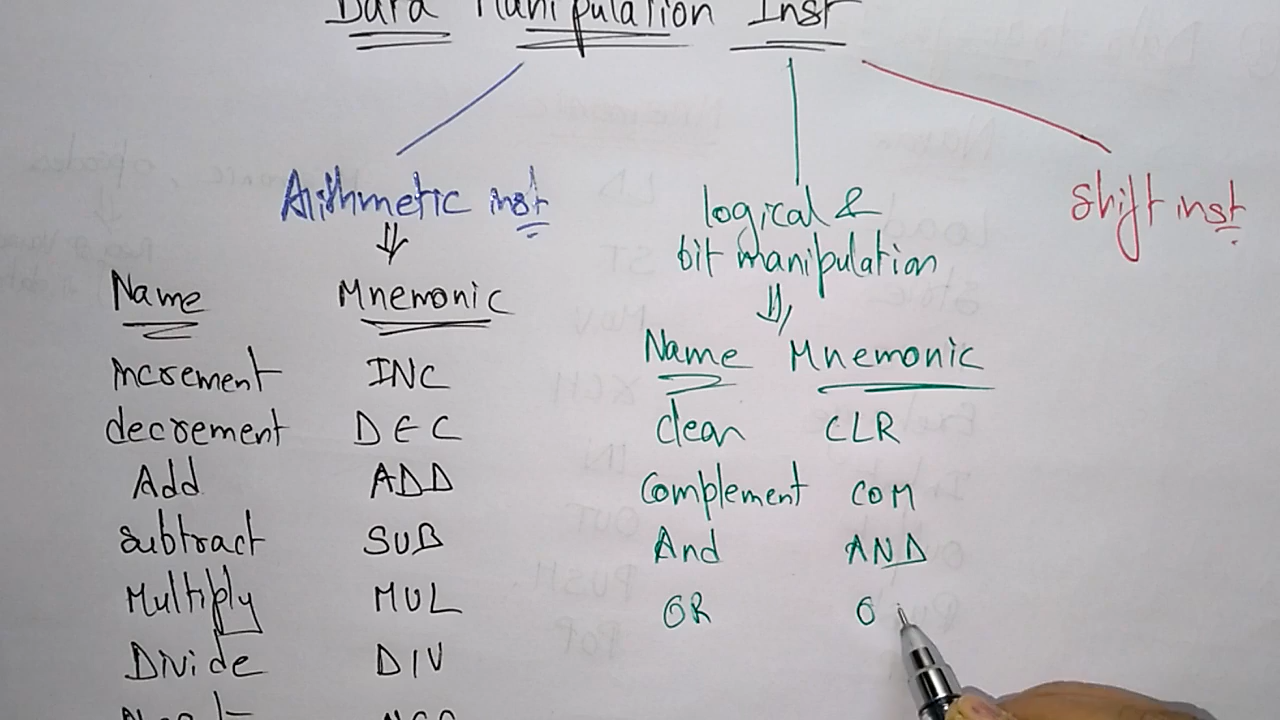 Data Manipulation Inst
Arithmetic inst
Name Mnemonic
increment INC
decrement DEC
Add ADD
subtract SUB
Multiply MUL
Divide DIV
logical &
bit manipulation
Name Mnemonic
clear CLR
Complement COM
And AND
OR O
Shift inst